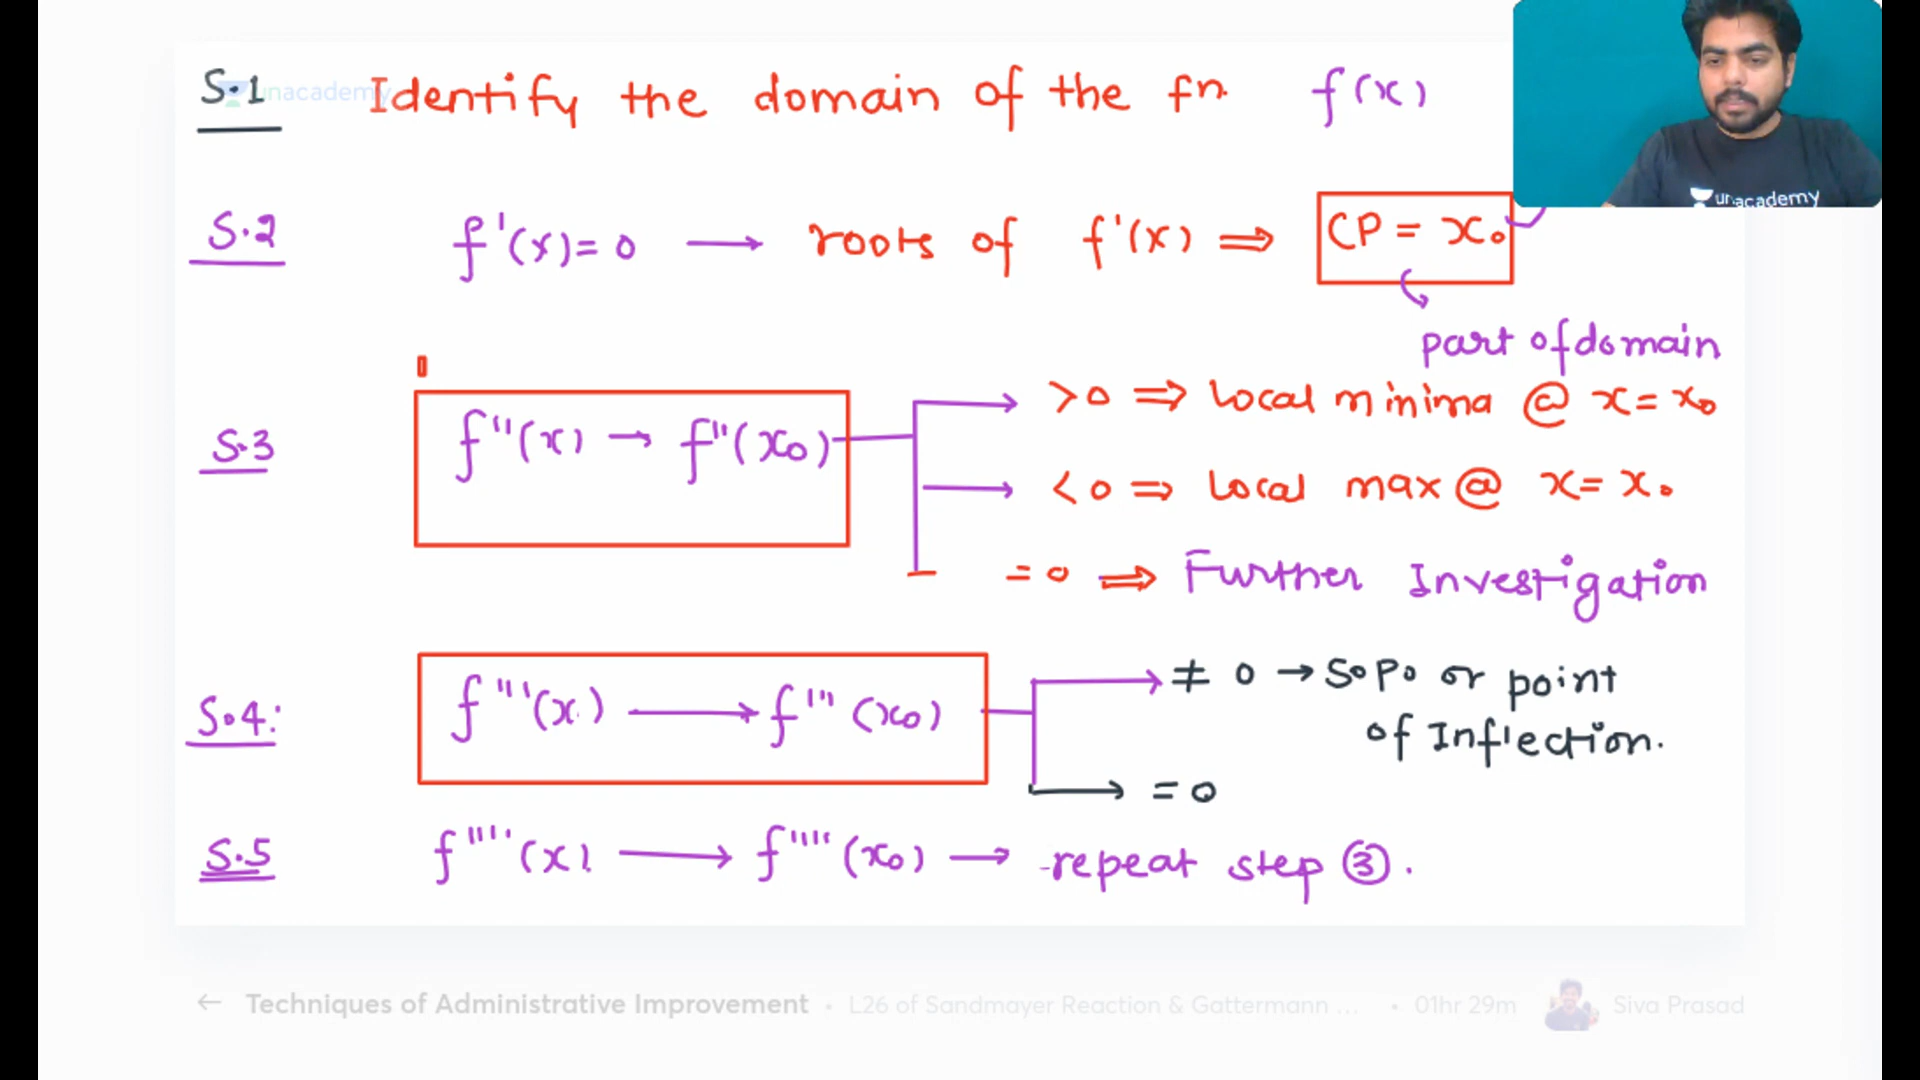 S.1 unacademy Identify the domain of the fn. f(x)
unacademy
S.2 f'(x)=0 → roots of f'(x) ⇒ CP = x₀
part of domain
S.3 f''(x) → f''(x₀) >0 ⇒ Local minima @ x=x₀
<0 ⇒ Local max @ x=x₀
=0 ⇒ Further Investigation
S.4: f'''(x) → f'''(x₀) ≠ 0 → S.P. or point
of Inflection.
=0
S.5 f''''(x) → f''''(x₀) → repeat step ③.
← Techniques of Administrative Improvement • L26 of Sandmayer Reaction & Gattermann ... • 01hr 29m Siva Prasad